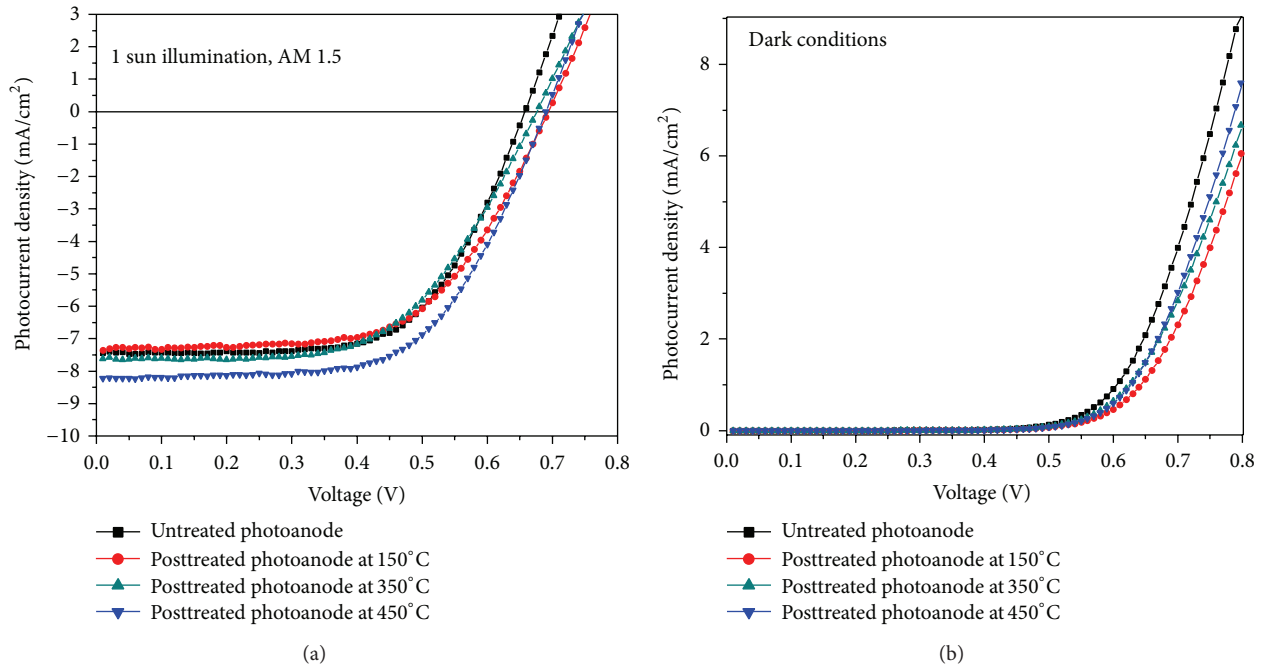 1 sun illumination, AM 1.5
Photocurrent density (mA/cm²)
3
2
1
0
−1
−2
−3
−4
−5
−6
−7
−8
−9
−10
0.0 0.1 0.2 0.3 0.4 0.5 0.6 0.7 0.8
Voltage (V)
Untreated photoanode
Posttreated photoanode at 150°C
Posttreated photoanode at 350°C
Posttreated photoanode at 450°C
(a)
Dark conditions
Photocurrent density (mA/cm²)
8
6
4
2
0
0.0 0.1 0.2 0.3 0.4 0.5 0.6 0.7 0.8
Voltage (V)
Untreated photoanode
Posttreated photoanode at 150°C
Posttreated photoanode at 350°C
Posttreated photoanode at 450°C
(b)